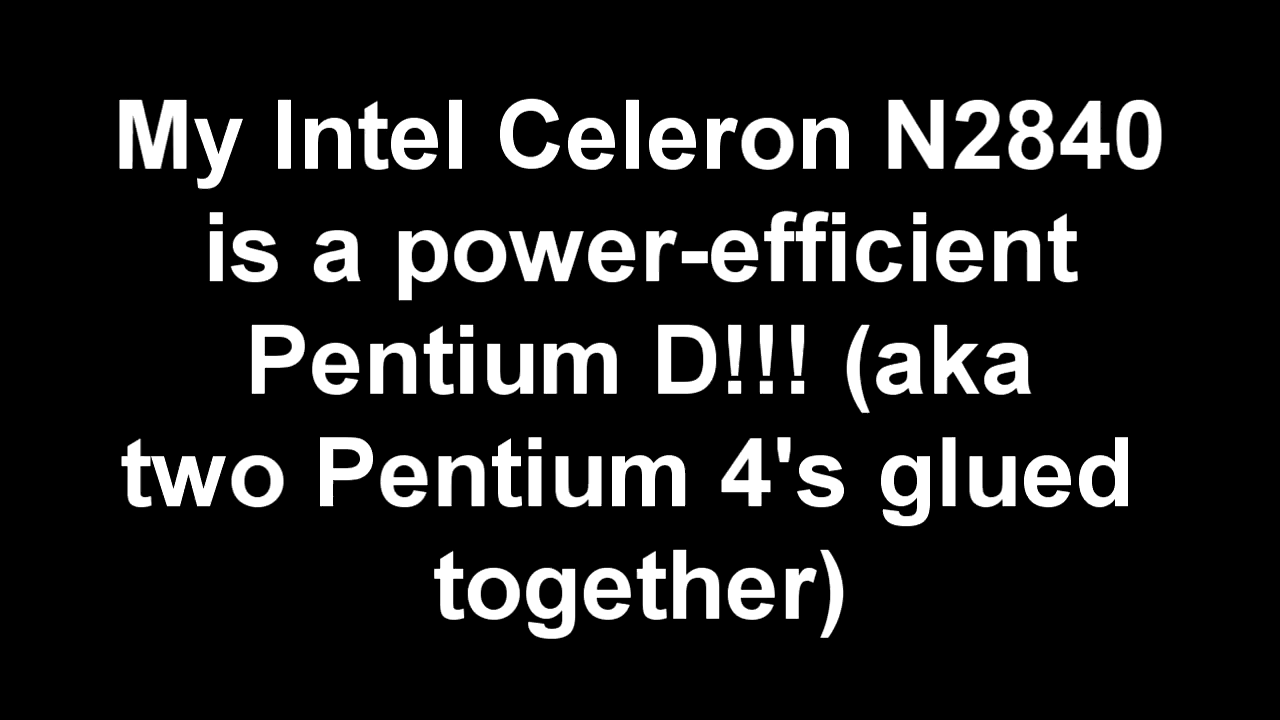 My Intel Celeron N2840
is a power-efficient
Pentium D!!! (aka
two Pentium 4's glued
together)